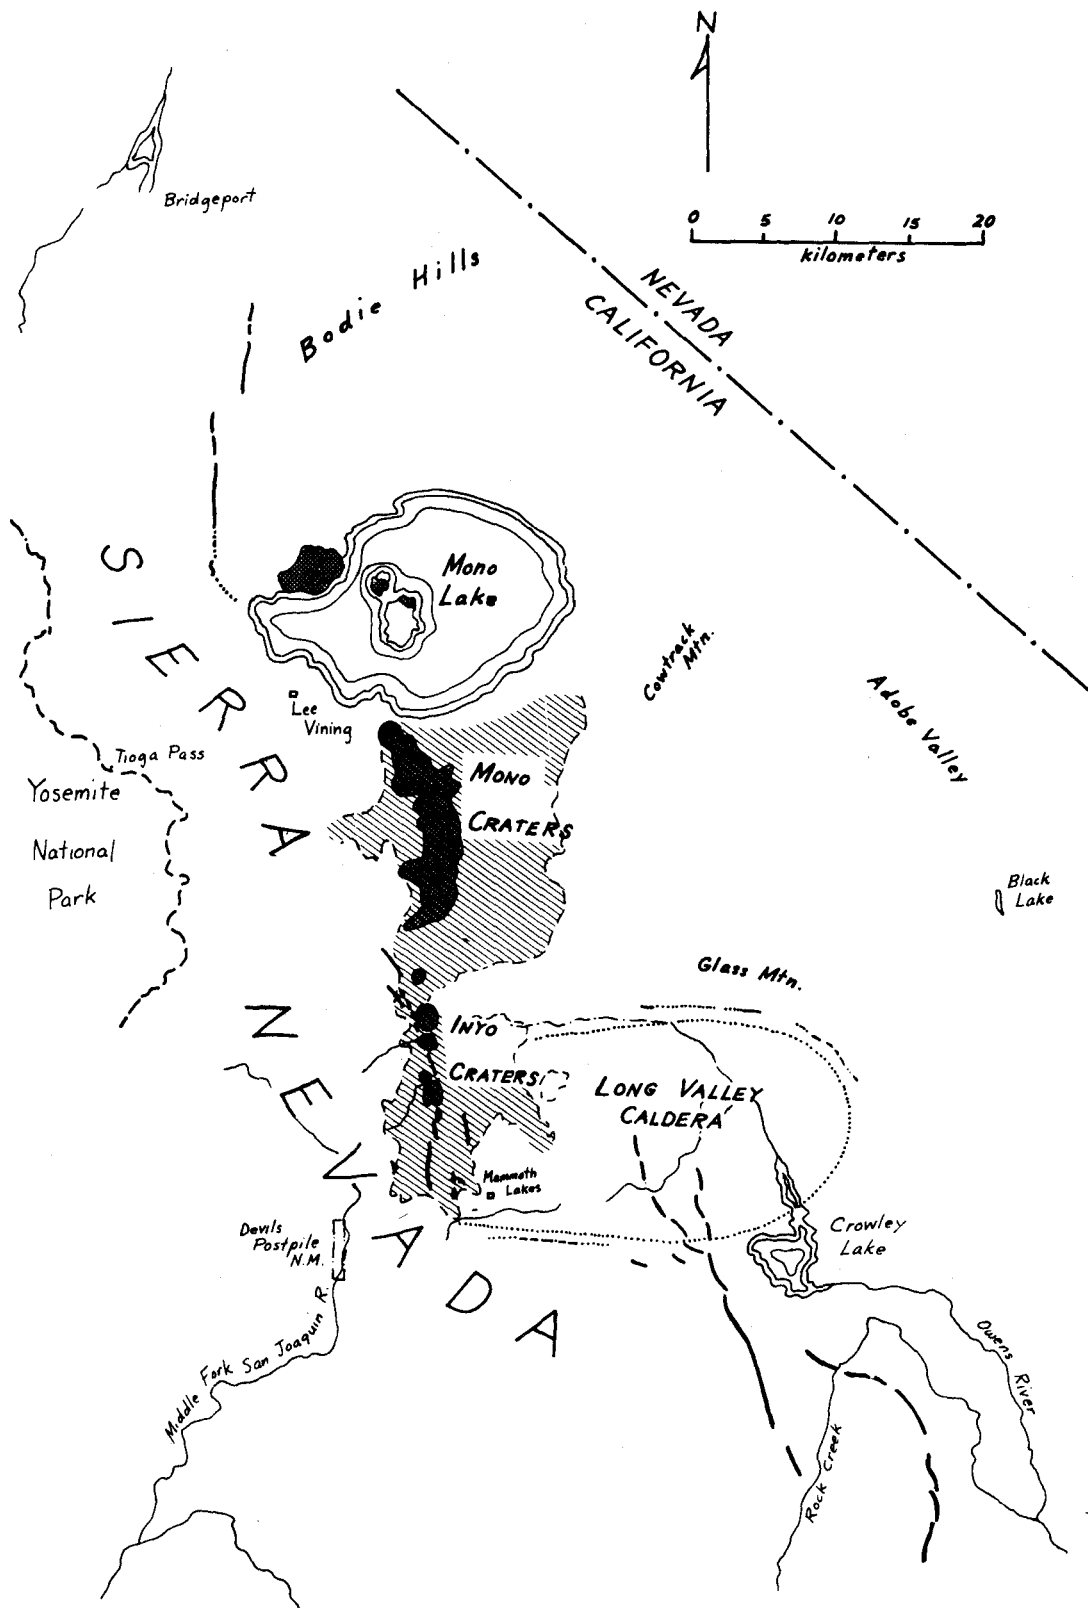 N
Bridgeport
0 5 10 15 20
kilometers
Bodie Hills
NEVADA
CALIFORNIA
SIERRA
NEVADA
Mono
Lake
Cowtrack
Mtn.
Adobe Valley
Lee
Vining
Tioga Pass
Yosemite
National
Park
MONO
CRATERS
Black
Lake
Glass Mtn.
INYO
CRATERS
LONG VALLEY
CALDERA
Mammoth
Lakes
Devils
Postpile
N.M.
Crowley
Lake
Middle Fork San Joaquin R.
Owens River
Rock Creek